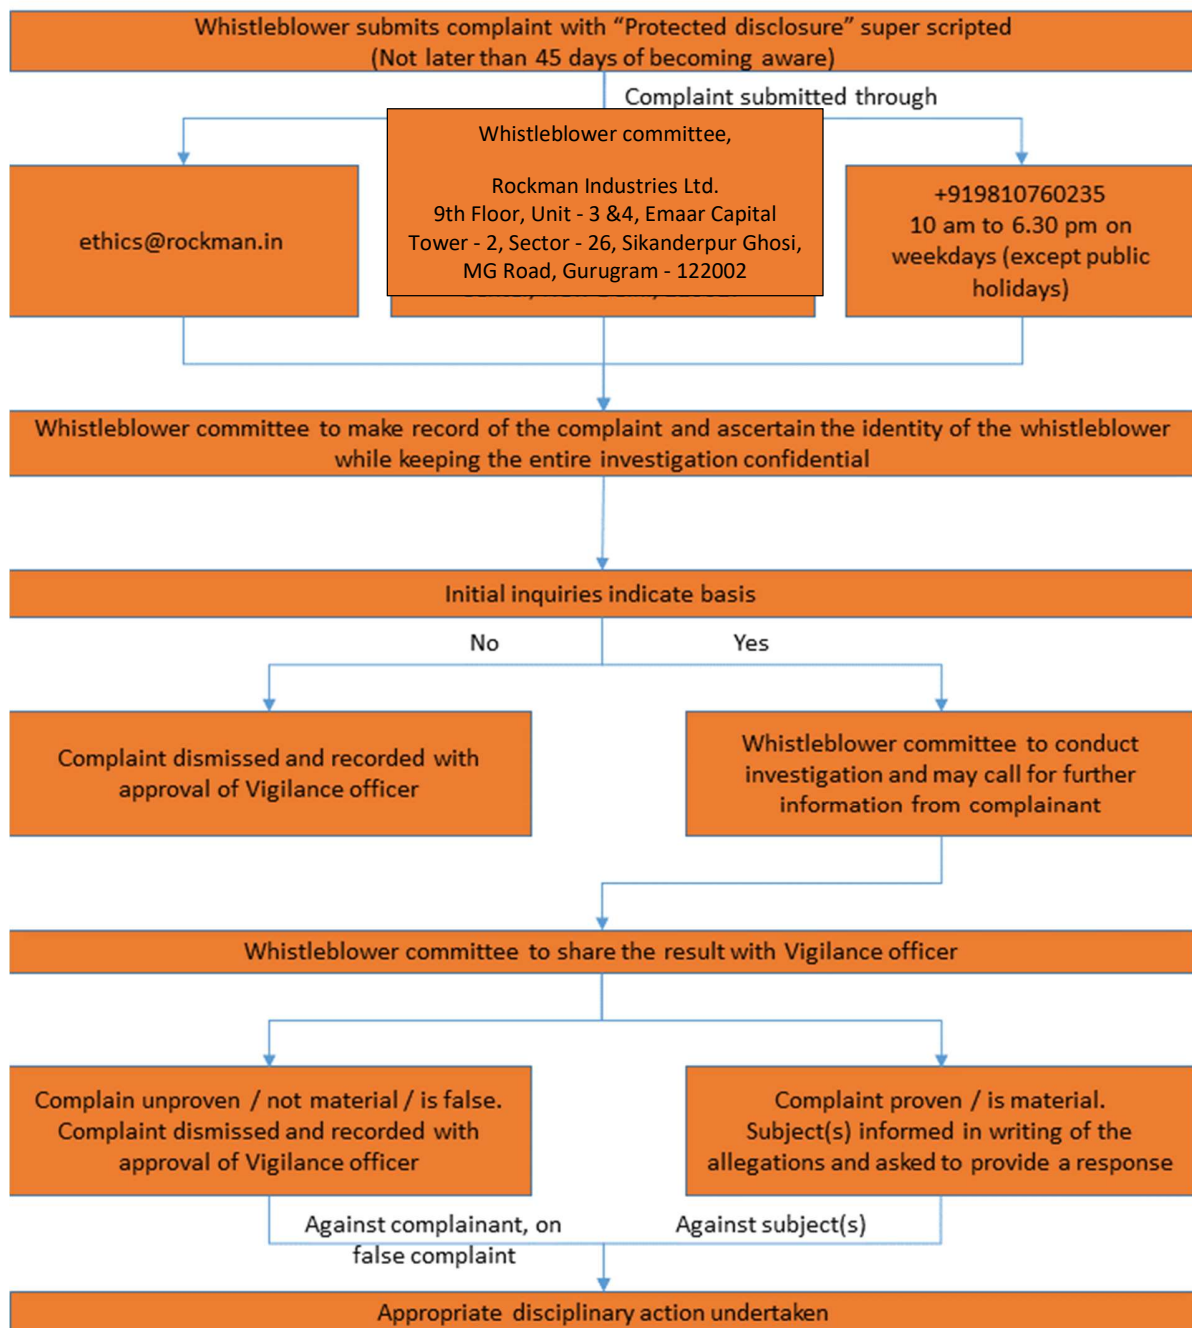 Whistleblower submits complaint with “Protected disclosure” super scripted
(Not later than 45 days of becoming aware)
Complaint submitted through
ethics@rockman.in
Whistleblower committee,
Rockman Industries Ltd.
9th Floor, Unit - 3 &4, Emaar Capital
Tower - 2, Sector - 26, Sikanderpur Ghosi,
MG Road, Gurugram - 122002
+919810760235
10 am to 6.30 pm on
weekdays (except public
holidays)
Whistleblower committee to make record of the complaint and ascertain the identity of the whistleblower
while keeping the entire investigation confidential
Initial inquiries indicate basis
No
Yes
Complaint dismissed and recorded with
approval of Vigilance officer
Whistleblower committee to conduct
investigation and may call for further
information from complainant
Whistleblower committee to share the result with Vigilance officer
Complain unproven / not material / is false.
Complaint dismissed and recorded with
approval of Vigilance officer
Complaint proven / is material.
Subject(s) informed in writing of the
allegations and asked to provide a response
Against complainant, on
false complaint
Against subject(s)
Appropriate disciplinary action undertaken